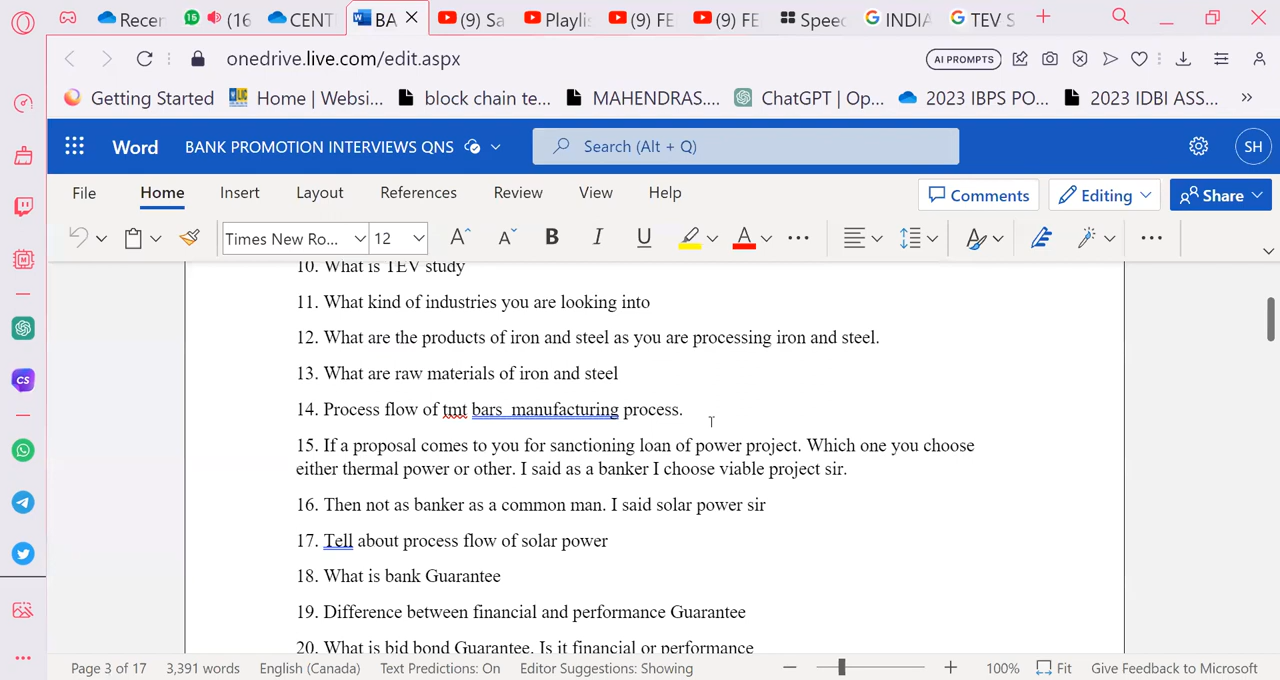 Recen
16
(16
CENT
BA
(9) Sa
Playlis
(9) FE
(9) FE
Speec
INDIA
TEV S
onedrive.live.com/edit.aspx
AI PROMPTS
Getting Started
Home | Websi...
block chain te...
MAHENDRAS....
ChatGPT | Op...
2023 IBPS PO...
2023 IDBI ASS...
Word
BANK PROMOTION INTERVIEWS QNS
Search (Alt + Q)
SH
File
Home
Insert
Layout
References
Review
View
Help
Comments
Editing
Share
Times New Ro...
12
10. What is TEV study
11. What kind of industries you are looking into
12. What are the products of iron and steel as you are processing iron and steel.
13. What are raw materials of iron and steel
14. Process flow of tmt bars  manufacturing process.
15. If a proposal comes to you for sanctioning loan of power project. Which one you choose
either thermal power or other. I said as a banker I choose viable project sir.
16. Then not as banker as a common man. I said solar power sir
17. Tell about process flow of solar power
18. What is bank Guarantee
19. Difference between financial and performance Guarantee
20. What is bid bond Guarantee. Is it financial or performance
Page 3 of 17
3,391 words
English (Canada)
Text Predictions: On
Editor Suggestions: Showing
100%
Fit
Give Feedback to Microsoft